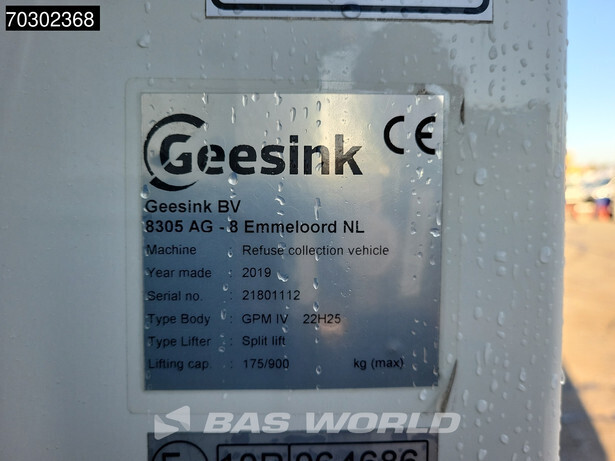 70302368
Geesink CE
Geesink BV
8305 AG - 8 Emmeloord NL
Machine : Refuse collection vehicle
Year made : 2019
Serial no. : 21801112
Type Body : GPM IV 22H25
Type Lifter : Split lift
Lifting cap. : 175/900 kg (max)
BAS WORLD